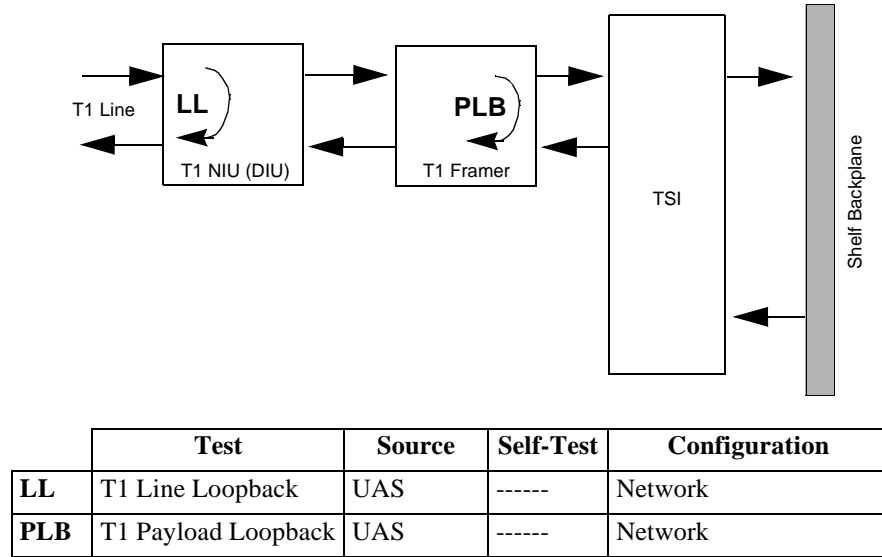 T1 Line
LL
T1 NIU (DIU)
PLB
T1 Framer
TSI
Shelf Backplane
Test Source Self-Test Configuration
LL T1 Line Loopback UAS ------ Network
PLB T1 Payload Loopback UAS ------ Network